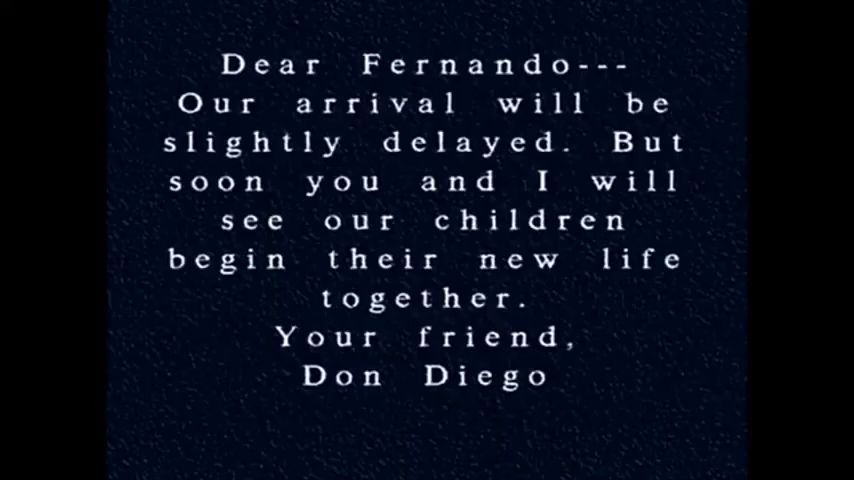 Dear Fernando---
Our arrival will be
slightly delayed. But
soon you and I will
see our children
begin their new life
together.
Your friend,
Don Diego